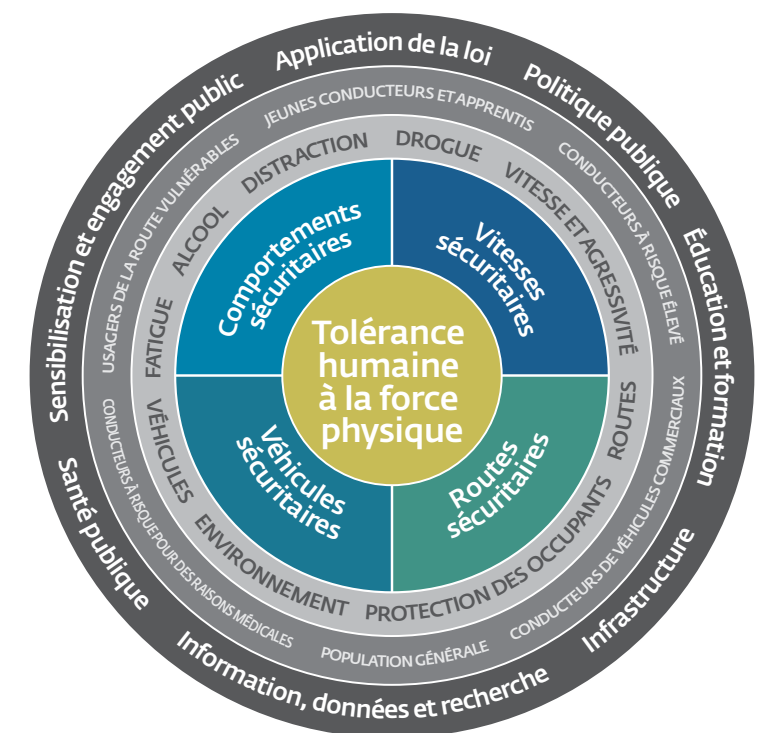 Application de la loi
Politique publique
Éducation et formation
Infrastructure
Information, données et recherche
Santé publique
Sensibilisation et engagement public
JEUNES CONDUCTEURS ET APPRENTIS
CONDUCTEURS À RISQUE ÉLEVÉ
CONDUCTEURS DE VÉHICULES COMMERCIAUX
POPULATION GÉNÉRALE
CONDUCTEURS À RISQUE POUR DES RAISONS MÉDICALES
USAGERS DE LA ROUTE VULNÉRABLES
DROGUE
VITESSE ET AGRESSIVITÉ
ROUTES
PROTECTION DES OCCUPANTS
ENVIRONNEMENT
VÉHICULES
FATIGUE
ALCOOL
DISTRACTION
Comportements
sécuritaires
Vitesses
sécuritaires
Routes
sécuritaires
Véhicules
sécuritaires
Tolérance
humaine
à la force
physique